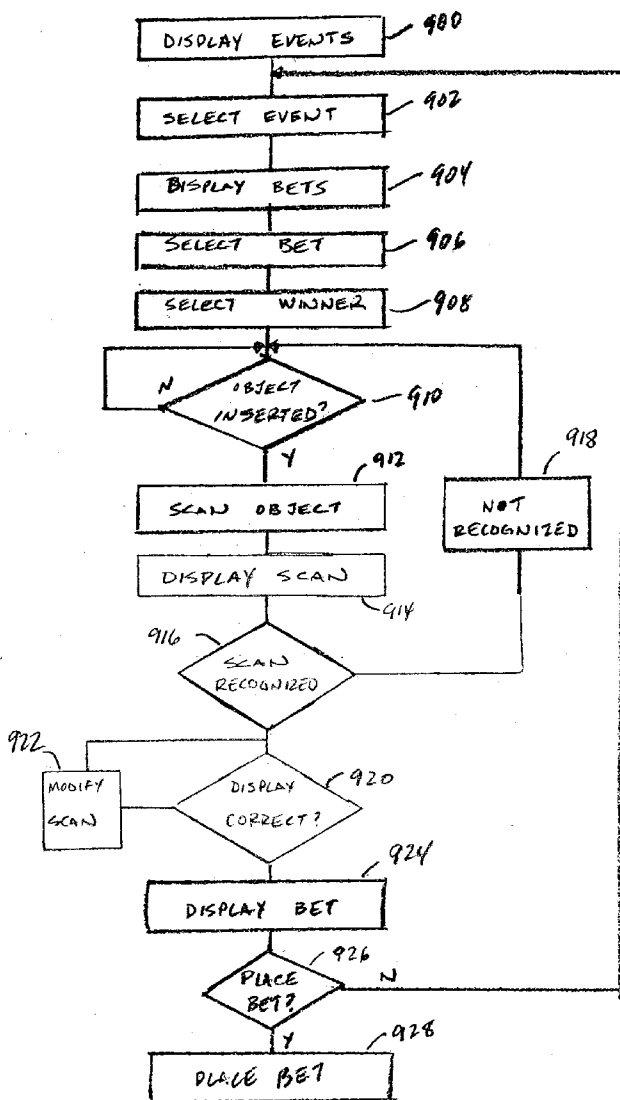 DISPLAY EVENTS
900
SELECT EVENT
902
DISPLAY BETS
904
SELECT BET
906
SELECT WINNER
908
N
OBJECT
INSERTED?
910
Y
912
SCAN OBJECT
918
NOT
RECOGNIZED
DISPLAY SCAN
914
916
SCAN
RECOGNIZED
922
MODIFY
SCAN
920
DISPLAY
CORRECT?
924
DISPLAY BET
926
PLACE
BET?
N
Y
928
PLACE BET